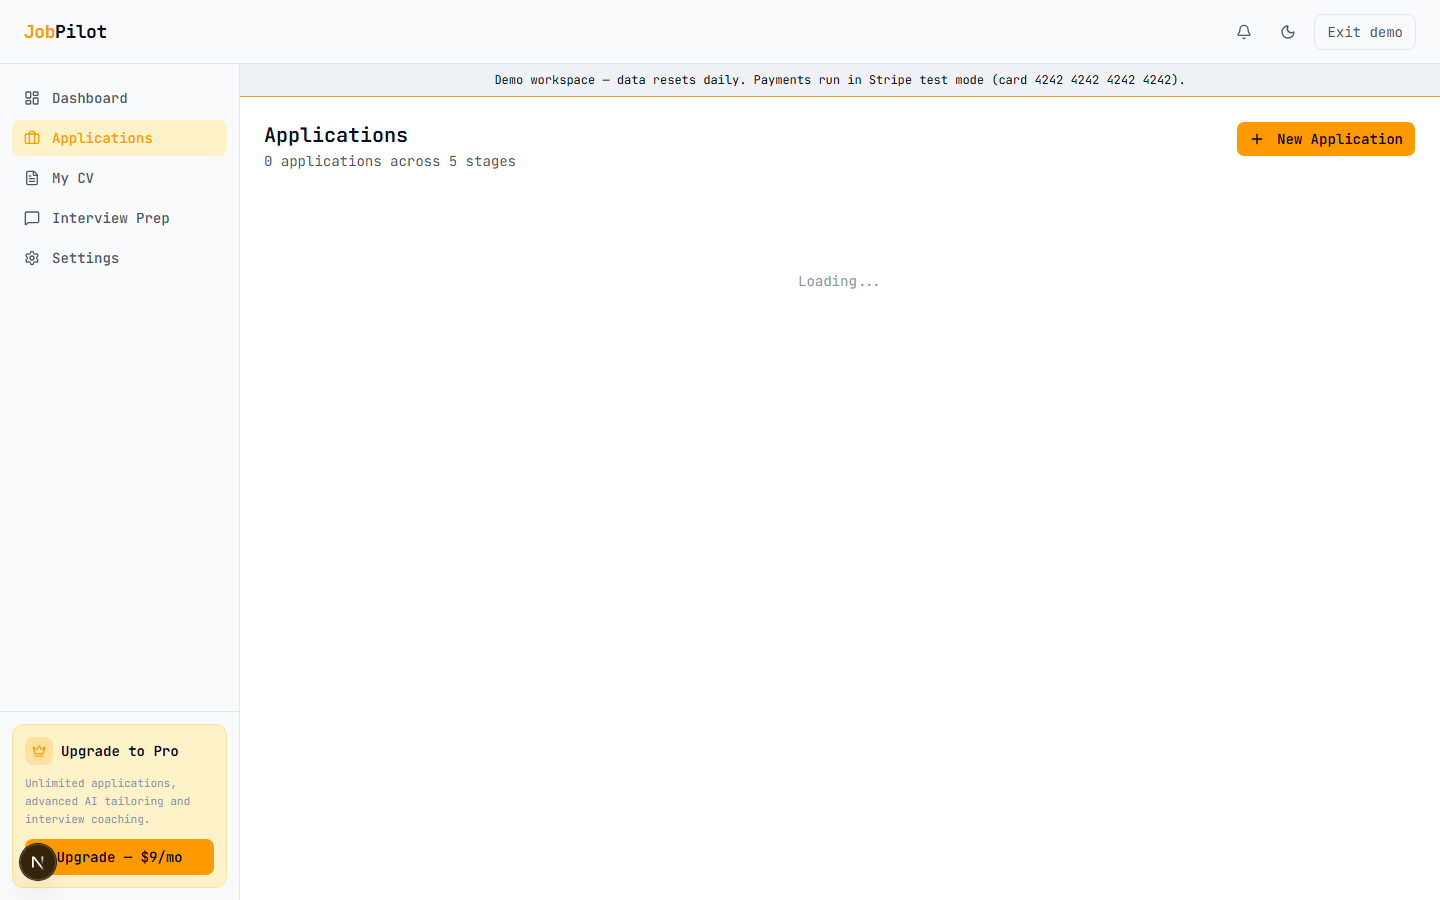 JobPilot
Exit demo
Dashboard
Applications
My CV
Interview Prep
Settings
Demo workspace — data resets daily. Payments run in Stripe test mode (card 4242 4242 4242 4242).
Applications
0 applications across 5 stages
New Application
Loading...
Upgrade to Pro
Unlimited applications,
advanced AI tailoring and
interview coaching.
Upgrade — $9/mo
N